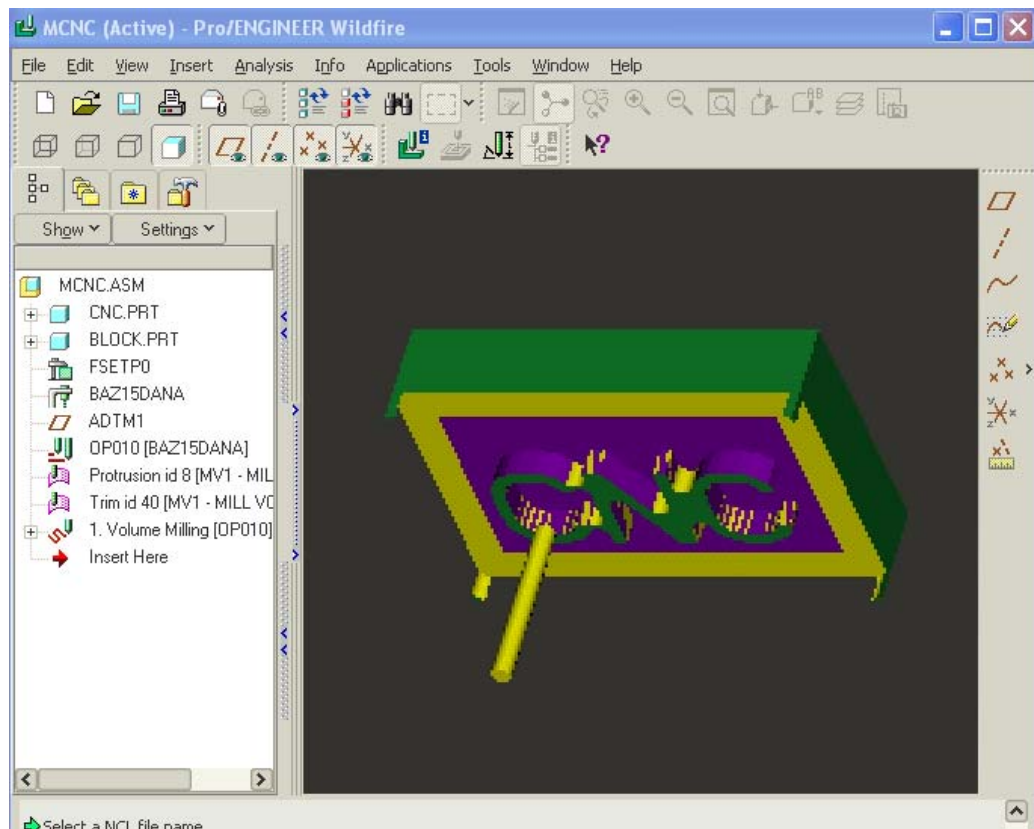 MCNC (Active) - Pro/ENGINEER Wildfire
File Edit View Insert Analysis Info Applications Tools Window Help
Show Settings
MCNC.ASM
CNC.PRT
BLOCK.PRT
FSETP0
BAZ15DANA
ADTM1
OP010 [BAZ15DANA]
Protrusion id 8 [MV1 - MIL
Trim id 40 [MV1 - MILL VO
1. Volume Milling [OP010]
Insert Here
CNC
Select a NCL file name